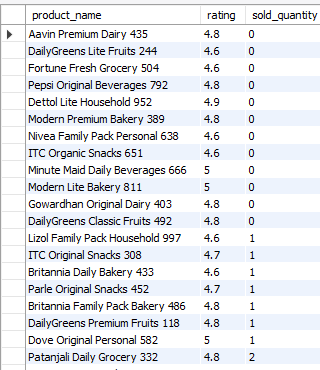 product_name rating sold_quantity
Aavin Premium Dairy 435 4.8 0
DailyGreens Lite Fruits 244 4.6 0
Fortune Fresh Grocery 504 4.6 0
Pepsi Original Beverages 792 4.8 0
Dettol Lite Household 952 4.9 0
Modern Premium Bakery 389 4.8 0
Nivea Family Pack Personal 638 4.6 0
ITC Organic Snacks 651 4.6 0
Minute Maid Daily Beverages 666 5 0
Modern Lite Bakery 811 5 0
Gowardhan Original Dairy 403 4.8 0
DailyGreens Classic Fruits 492 4.8 0
Lizol Family Pack Household 997 4.6 1
ITC Original Snacks 308 4.7 1
Britannia Daily Bakery 433 4.6 1
Parle Original Snacks 452 4.7 1
Britannia Family Pack Bakery 486 4.8 1
DailyGreens Premium Fruits 118 4.8 1
Dove Original Personal 582 5 1
Patanjali Daily Grocery 332 4.8 2